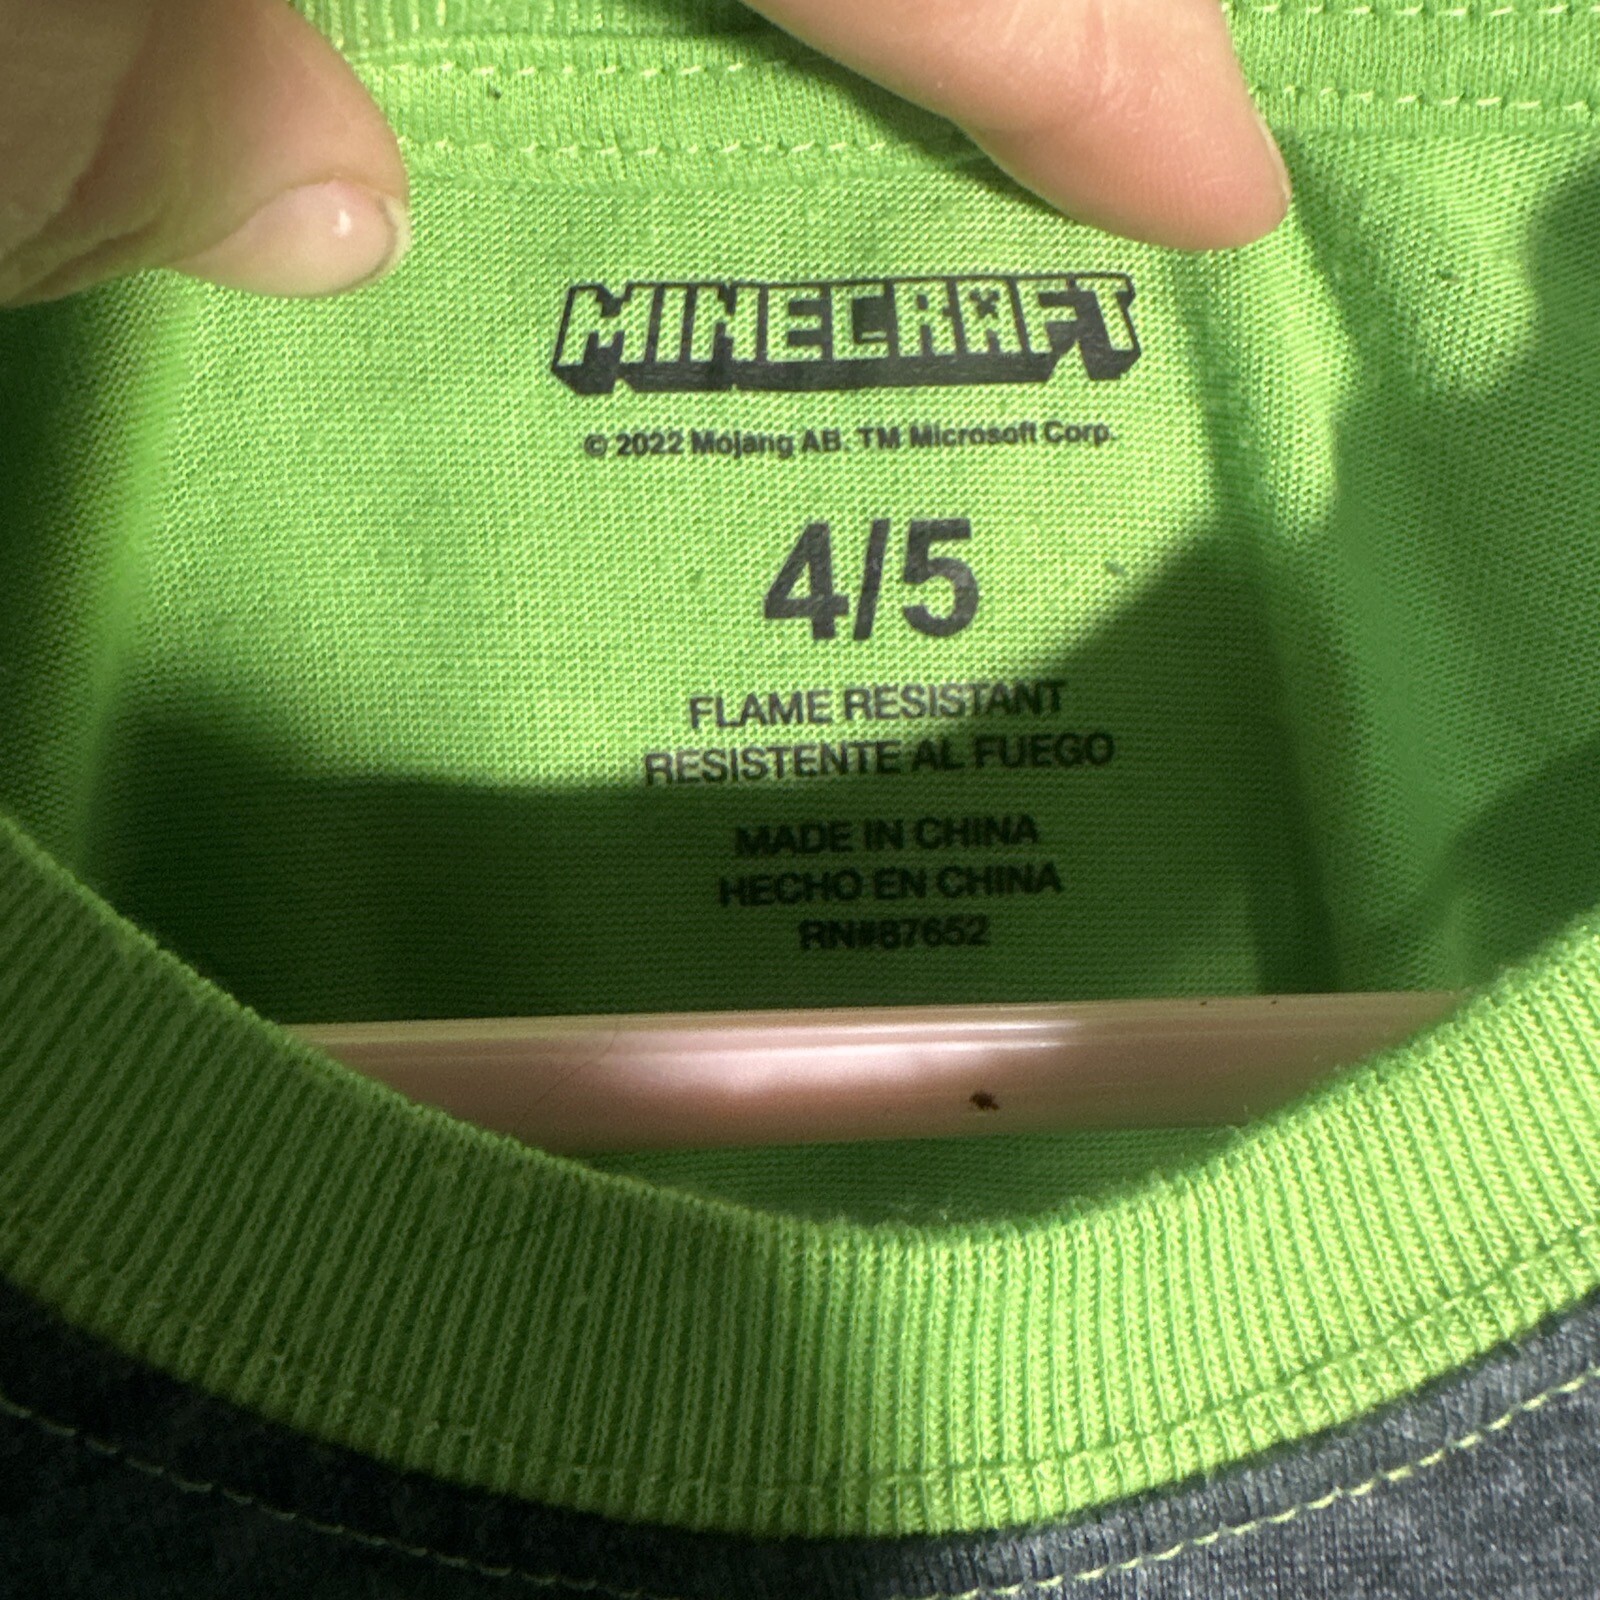 MINECRAFT
© 2022 Mojang AB. TM Microsoft Corp.
4/5
FLAME RESISTANT
RESISTENTE AL FUEGO
MADE IN CHINA
HECHO EN CHINA
RN#87652